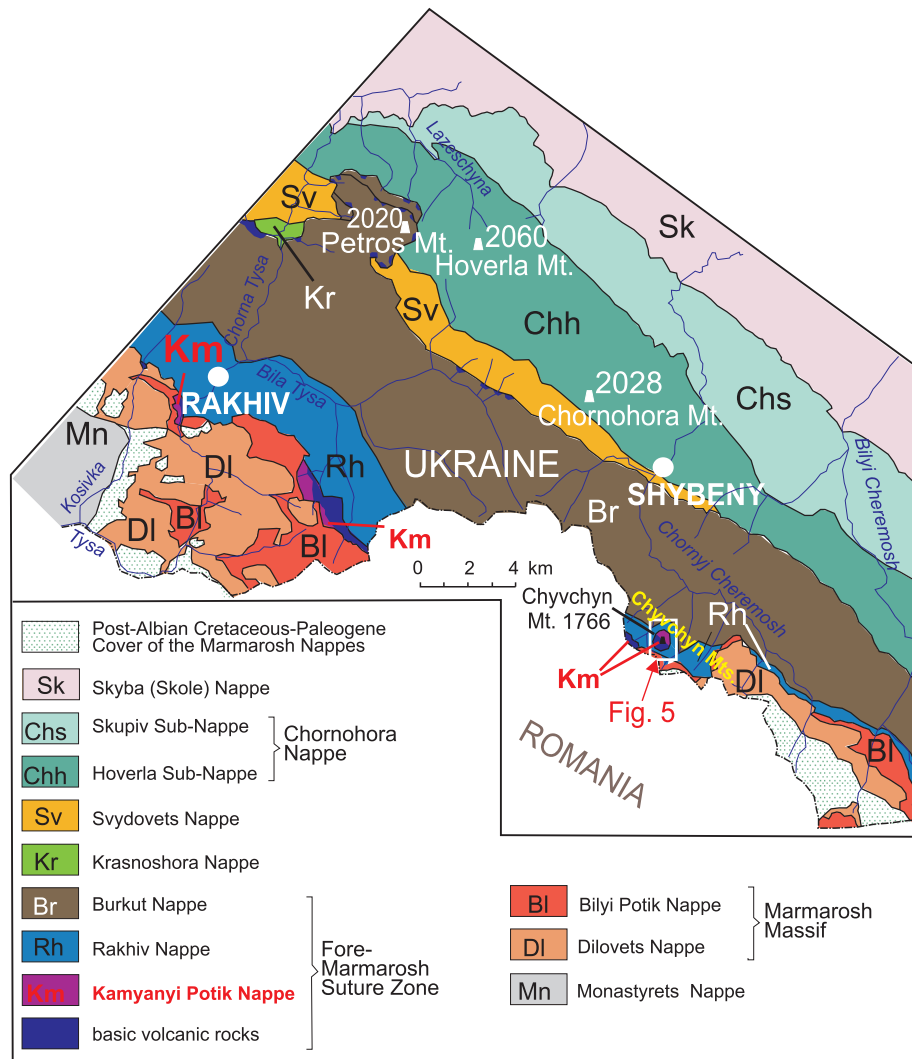 Lazeschyna
Sk
Sv
2020
Petros Mt.
2060
Hoverla Mt.
Kr
Chorna Tysa
Sv
Chh
Km
Bila Tysa
RAKHIV
2028
Chornohora Mt.
Chs
Mn
Kosivka
Dl
Rh
UKRAINE
SHYBENY
Bilyi Cheremosh
Dl
Bl
Tysa
Bl
Km
Br
Chornyj Cheremosh
0 2 4 km
Chyvchyn
Mt. 1766
Chyvchyn Mts
Rh
Km
Dl
Fig. 5
Bl
ROMANIA
Post-Albian Cretaceous-Paleogene
Cover of the Marmarosh Nappes
Sk Skyba (Skole) Nappe
Chs Skupiv Sub-Nappe
Chh Hoverla Sub-Nappe
Chornohora
Nappe
Sv Svydovets Nappe
Kr Krasnoshora Nappe
Br Burkut Nappe
Rh Rakhiv Nappe
Km Kamyanyi Potik Nappe
basic volcanic rocks
Fore-
Marmarosh
Suture Zone
Bl Bilyi Potik Nappe
Dl Dilovets Nappe
Marmarosh
Massif
Mn Monastyrets Nappe